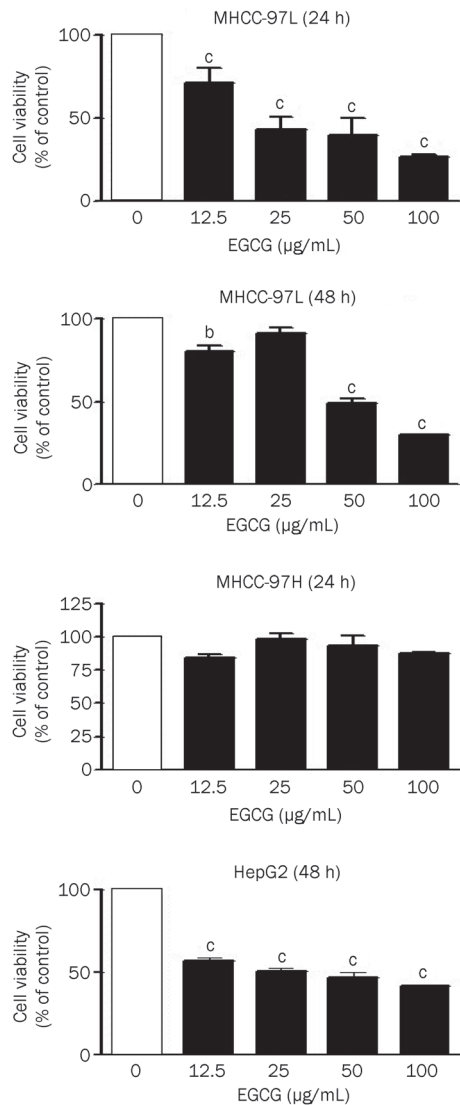 MHCC-97L (24 h)
Cell viability
(% of control)
100
50
0
c
c
c
c
0 12.5 25 50 100
EGCG (µg/mL)
MHCC-97L (48 h)
Cell viability
(% of control)
100
50
0
b
c
c
0 12.5 25 50 100
EGCG (µg/mL)
MHCC-97H (24 h)
Cell viability
(% of control)
125
100
75
50
25
0
0 12.5 25 50 100
EGCG (µg/mL)
HepG2 (48 h)
Cell viability
(% of control)
100
50
0
c
c
c
c
0 12.5 25 50 100
EGCG (µg/mL)